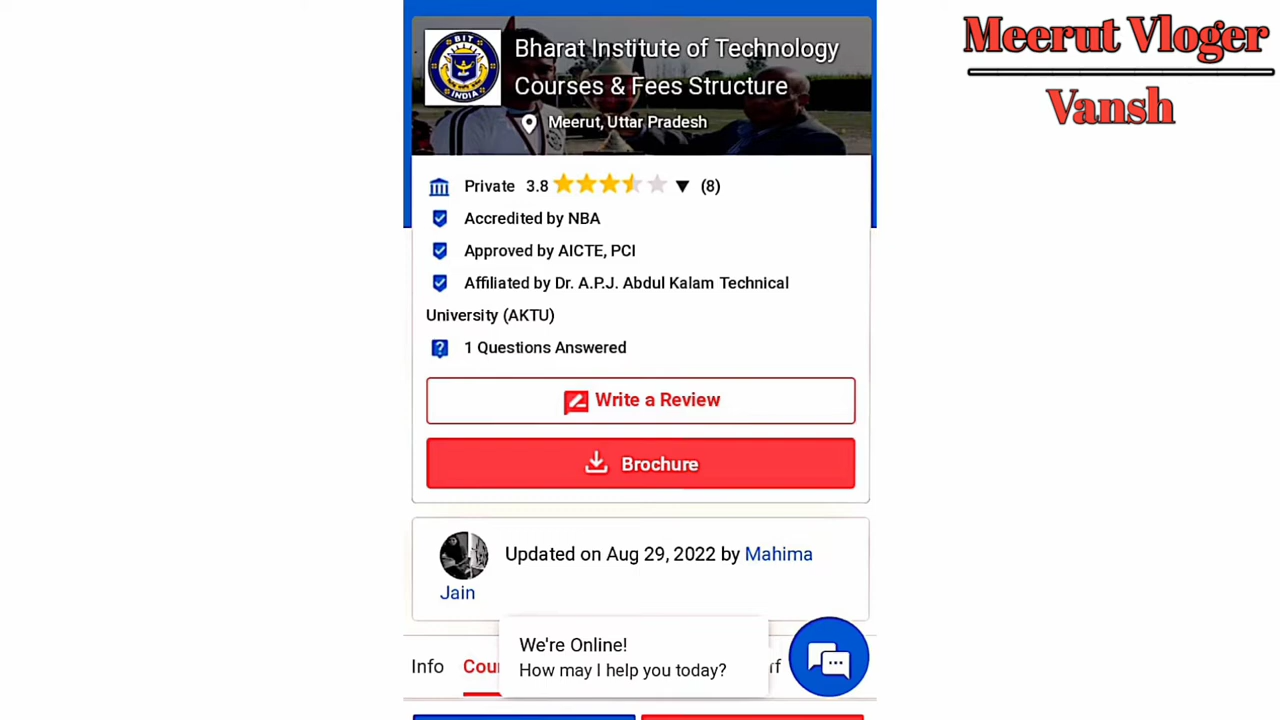 Meerut Vloger
Vansh
BIT
INDIA
Bharat Institute of Technology
Courses & Fees Structure
Meerut, Uttar Pradesh
Private 3.8 ▼ (8)
Accredited by NBA
Approved by AICTE, PCI
Affiliated by Dr. A.P.J. Abdul Kalam Technical
University (AKTU)
1 Questions Answered
Write a Review
Brochure
Updated on Aug 29, 2022 by Mahima
Jain
We're Online!
How may I help you today?
Info